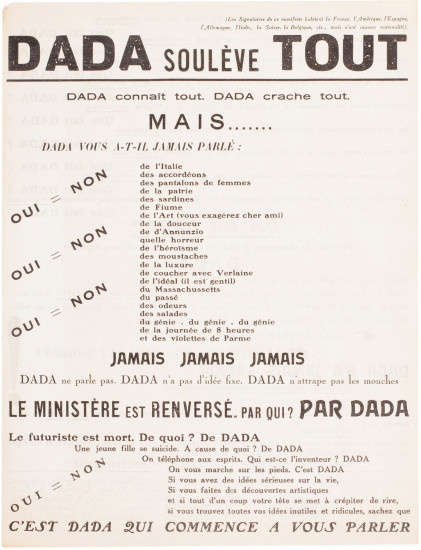 (Les Signataires de ce manifeste habitent la France, l'Amérique, l'Espagne,
l'Allemagne, l'Italie, la Suisse, la Belgique, etc., mais n'ont aucune nationalité).
DADA SOULÈVE TOUT
DADA connaît tout. DADA crache tout.
MAIS.......
DADA VOUS A-T-IL JAMAIS PARLÉ :
de l'Italie
des accordéons
des pantalons de femmes
de la patrie
des sardines
de Fiume
de l'Art (vous exagérez cher ami)
de la douceur
de d'Annunzio
quelle horreur
de l'héroïsme
des moustaches
de la luxure
de coucher avec Verlaine
de l'idéal (il est gentil)
du Massachussetts
du passé
des odeurs
des salades
du génie . du génie . du génie
de la journée de 8 heures
et des violettes de Parme
OUI = NON
OUI = NON
OUI = NON
JAMAIS JAMAIS JAMAIS
DADA ne parle pas. DADA n'a pas d'idée fixe. DADA n'attrape pas les mouches
LE MINISTÈRE EST RENVERSÉ. PAR QUI? PAR DADA
Le futuriste est mort. De quoi ? De DADA
Une jeune fille se suicide. A cause de quoi ? De DADA
On téléphone aux esprits. Qui est-ce l'inventeur ? DADA
On vous marche sur les pieds. C'est DADA
Si vous avez des idées sérieuses sur la vie,
Si vous faites des découvertes artistiques
et si tout d'un coup votre tête se met à crépiter de rire,
si vous trouvez toutes vos idées inutiles et ridicules, sachez que
OUI = NON
C'EST DADA QUI COMMENCE A VOUS PARLER